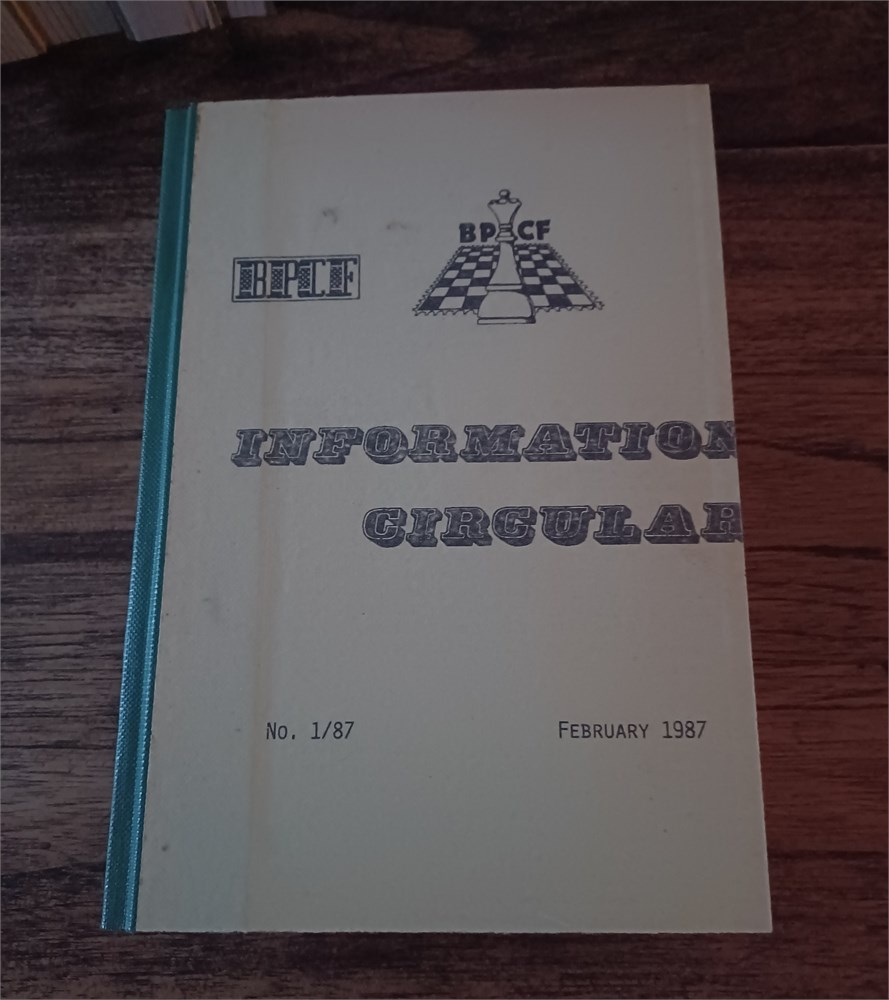 BPCF
BPCF
INFORMATION
CIRCULAR
No. 1/87 February 1987